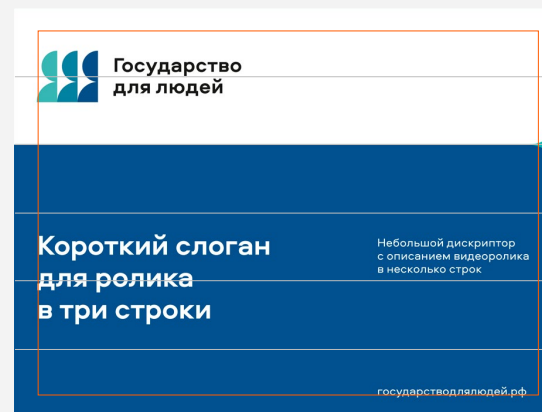 Государство
для людей
Короткий слоган
для ролика
в три строки
Небольшой дискриптор
с описанием видеоролика
в несколько строк
государстводлялюдей.рф